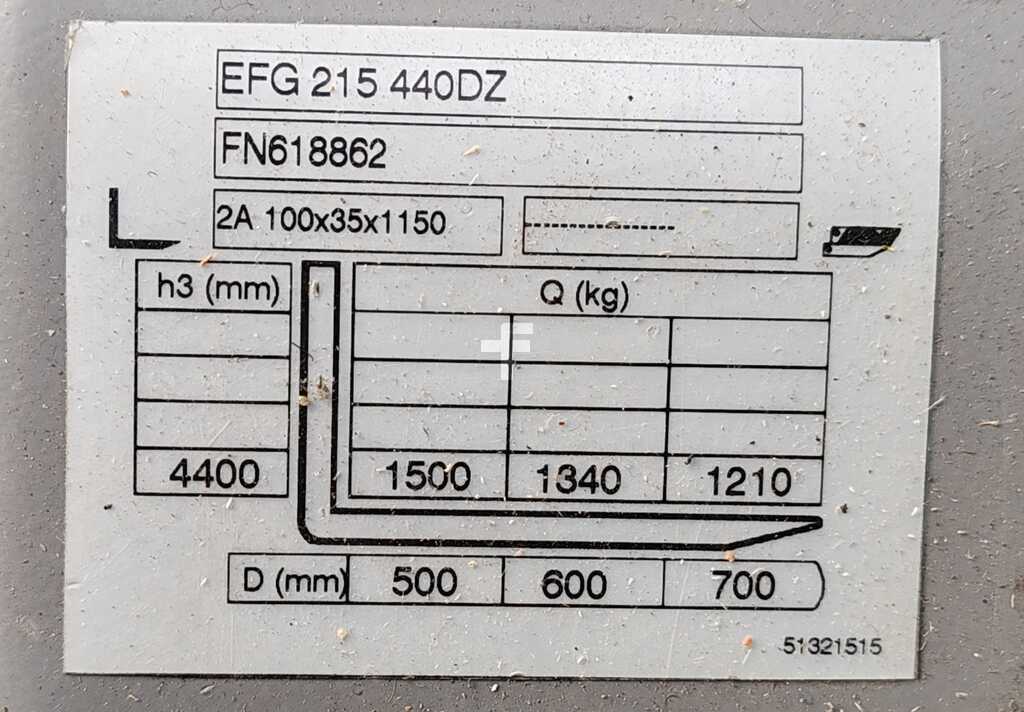 EFG 215 440DZ
FN618862
2A 100x35x1150 --------------------
h3 (mm) Q (kg)
4400 1500 1340 1210
D (mm) 500 600 700
51321515